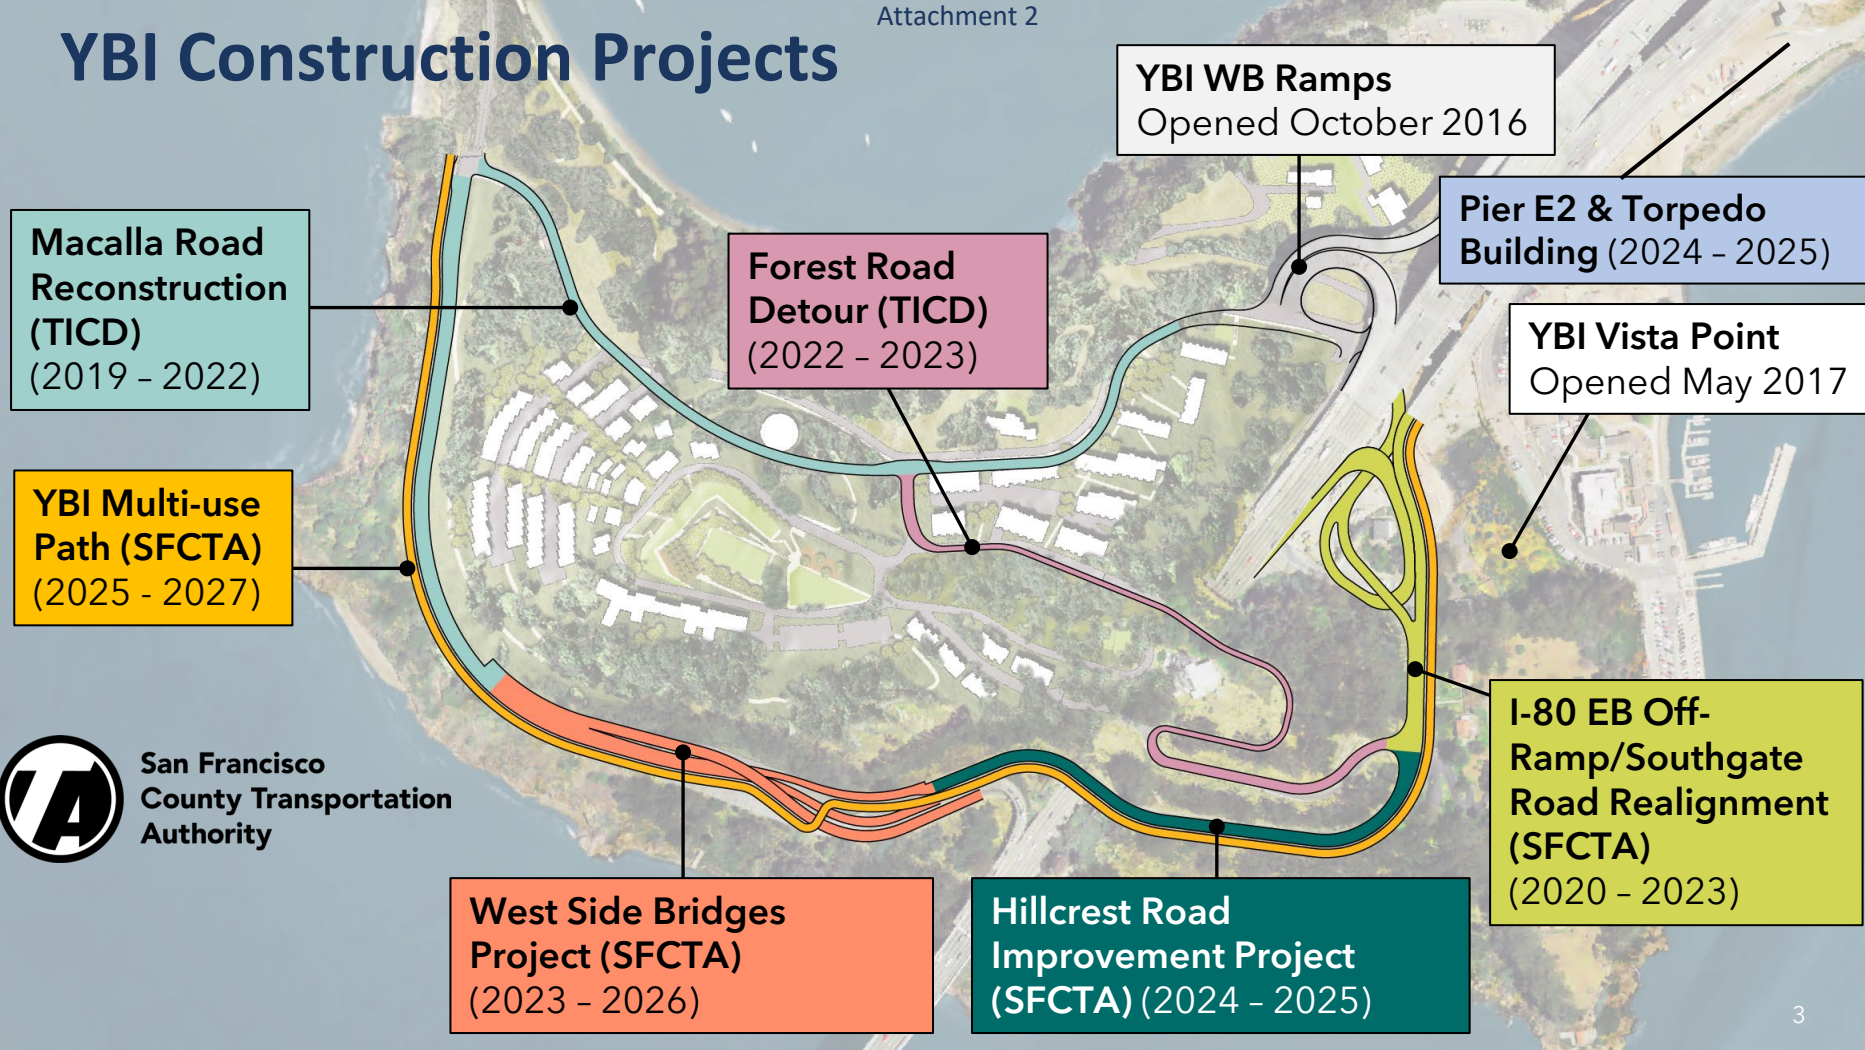 Attachment 2
YBI Construction Projects
YBI WB Ramps
Opened October 2016
Pier E2 & Torpedo
Building (2024 – 2025)
Macalla Road
Reconstruction
(TICD)
(2019 – 2022)
Forest Road
Detour (TICD)
(2022 – 2023)
YBI Vista Point
Opened May 2017
YBI Multi-use
Path (SFCTA)
(2025 - 2027)
I-80 EB Off-
Ramp/Southgate
Road Realignment
(SFCTA)
(2020 – 2023)
TA
San Francisco
County Transportation
Authority
West Side Bridges
Project (SFCTA)
(2023 – 2026)
Hillcrest Road
Improvement Project
(SFCTA) (2024 – 2025)
3